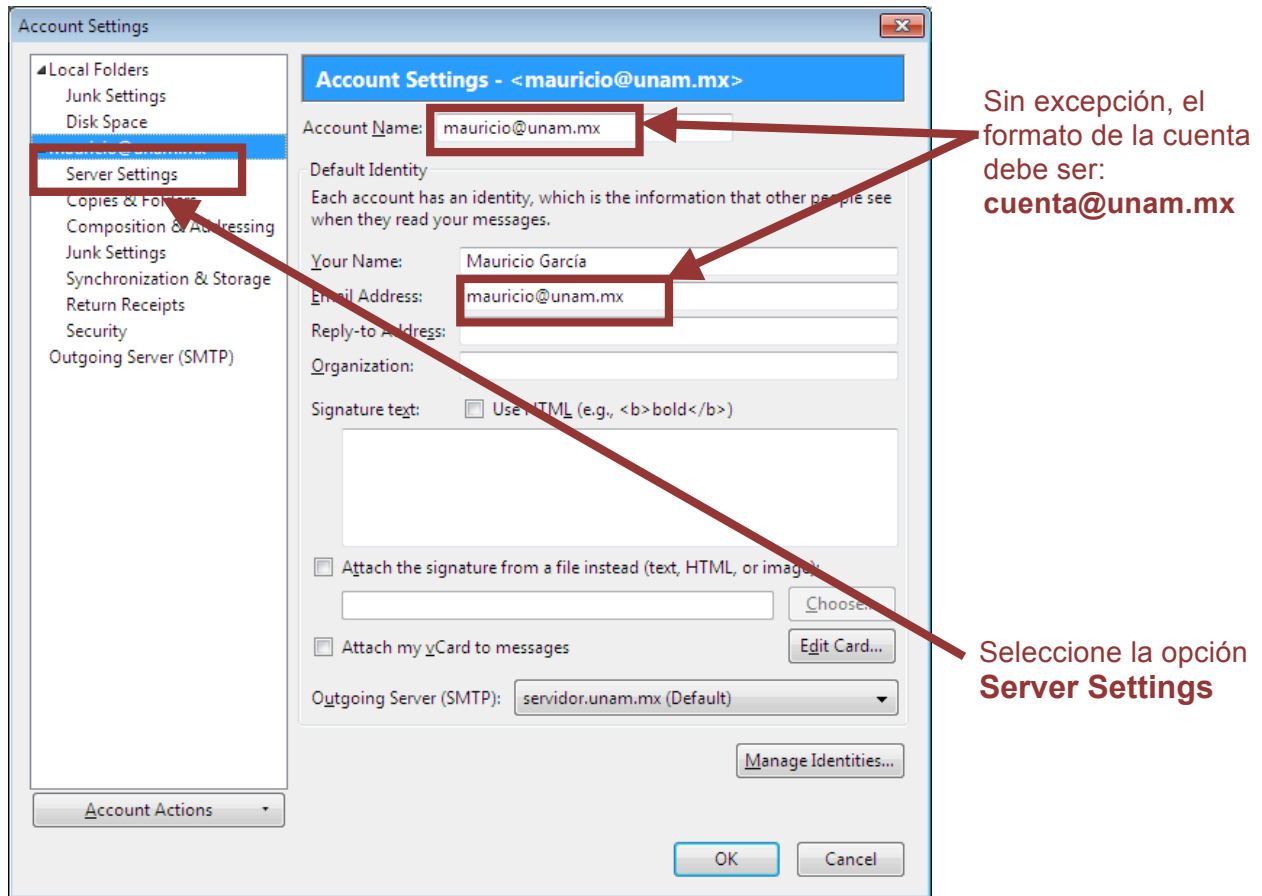 Account Settings
Local Folders
Junk Settings
Disk Space
mauricio@unam.mx
Server Settings
Copies & Folders
Composition & Addressing
Junk Settings
Synchronization & Storage
Return Receipts
Security
Outgoing Server (SMTP)
Account Actions
Account Settings - <mauricio@unam.mx>
Account Name: mauricio@unam.mx
Default Identity
Each account has an identity, which is the information that other people see
when they read your messages.
Your Name: Mauricio García
Email Address: mauricio@unam.mx
Reply-to Address:
Organization:
Signature text: Use HTML (e.g., <b>bold</b>)
Attach the signature from a file instead (text, HTML, or image):
Choose...
Attach my vCard to messages
Edit Card...
Outgoing Server (SMTP): servidor.unam.mx (Default)
Manage Identities...
OK Cancel
Sin excepción, el
formato de la cuenta
debe ser:
cuenta@unam.mx
Seleccione la opción
Server Settings